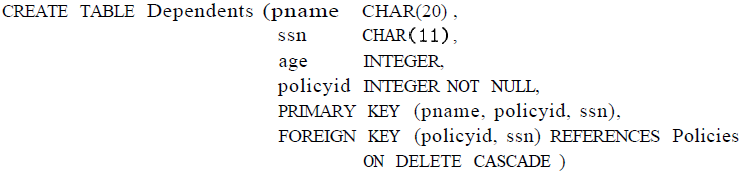 CREATE TABLE Dependents (pname CHAR(20) ,
ssn CHAR(11),
age INTEGER,
policyid INTEGER NOT NULL,
PRIMARY KEY (pname, policyid, ssn),
FOREIGN KEY (policyid, ssn) REFERENCES Policies
ON DELETE CASCADE )